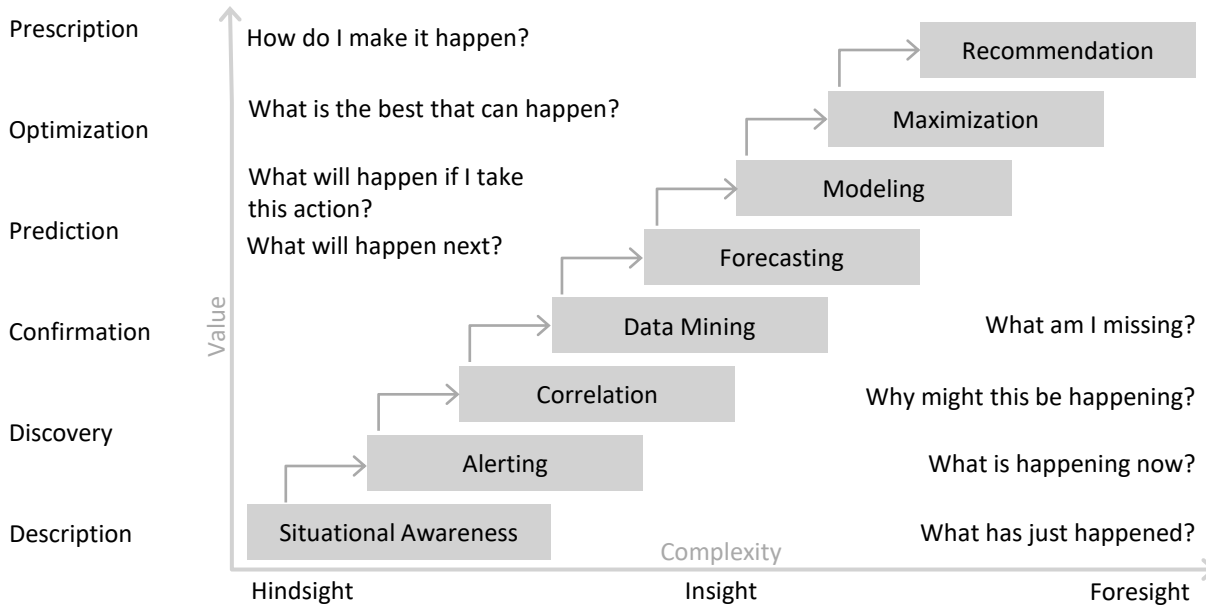 Prescription
How do I make it happen?
Recommendation
What is the best that can happen?
Optimization
Maximization
What will happen if I take
this action?
Modeling
Prediction
What will happen next?
Forecasting
Value
Confirmation
Data Mining
What am I missing?
Correlation
Why might this be happening?
Discovery
Alerting
What is happening now?
Description
Situational Awareness
What has just happened?
Complexity
Hindsight
Insight
Foresight